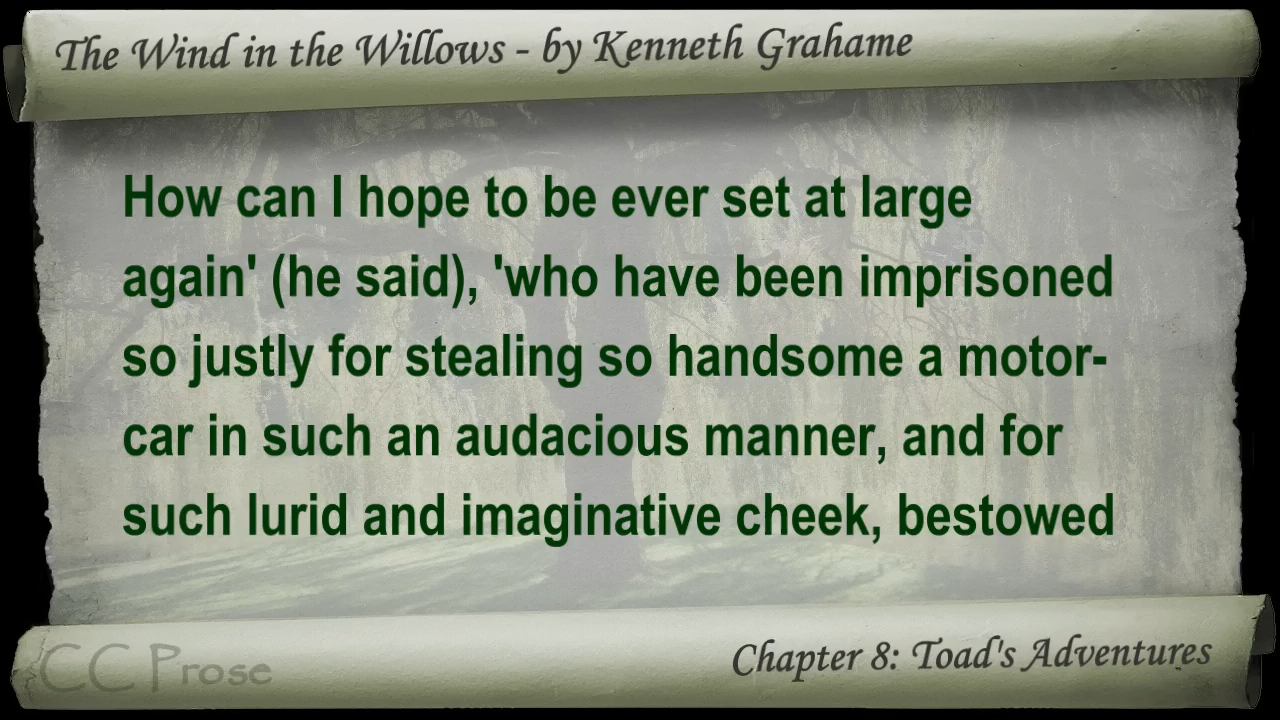 The Wind in the Willows - by Kenneth Grahame
How can I hope to be ever set at large
again' (he said), 'who have been imprisoned
so justly for stealing so handsome a motor-
car in such an audacious manner, and for
such lurid and imaginative cheek, bestowed
CC Prose
Chapter 8: Toad's Adventures